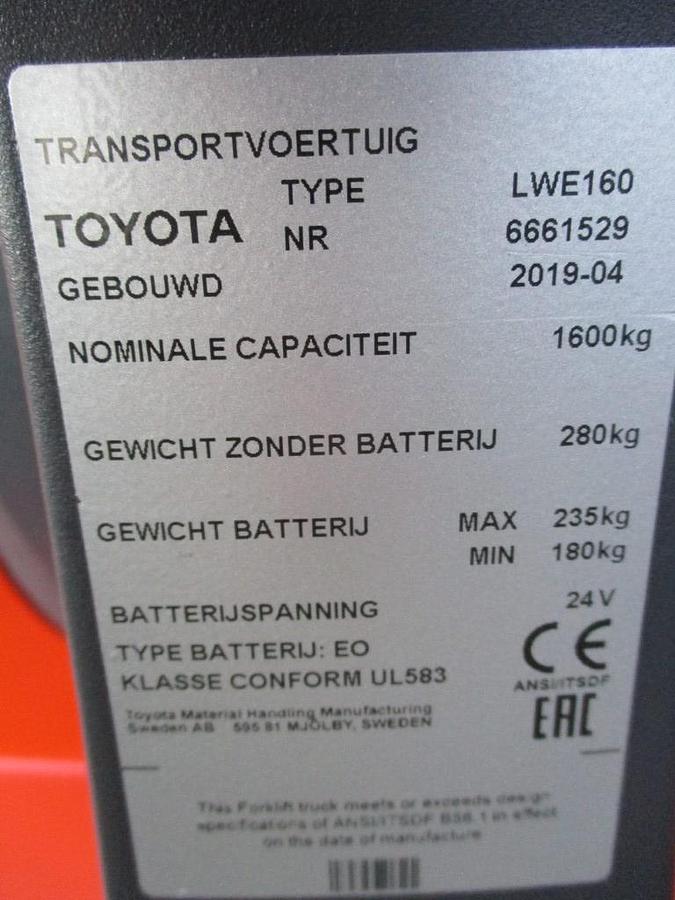 TRANSPORTVOERTUIG
TYPE LWE160
TOYOTA NR 6661529
GEBOUWD 2019-04
NOMINALE CAPACITEIT 1600kg
GEWICHT ZONDER BATTERIJ 280kg
GEWICHT BATTERIJ MAX 235kg
MIN 180kg
BATTERIJSPANNING 24V
TYPE BATTERIJ: EO
KLASSE CONFORM UL583
CE
ANSI/ITSDF
EAC
Toyota Material Handling Manufacturing
Sweden AB 595 81 MJÖLBY, SWEDEN
This Forklift truck meets or exceeds design
specifications of ANSI/ITSDF B56.1 in effect
on the date of manufacture